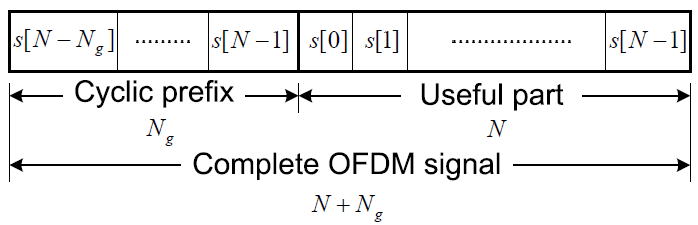 s[N − N_g] ......... s[N−1] s[0] s[1] ................... s[N−1]
Cyclic prefix Useful part
N_g N
Complete OFDM signal
N + N_g